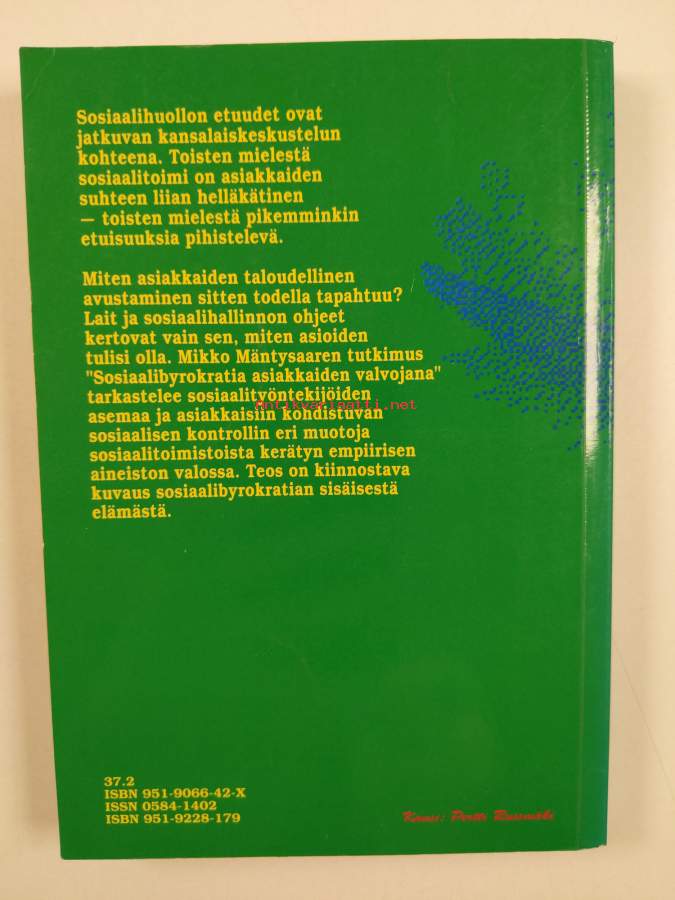 Sosiaalihuollon etuudet ovat
jatkuvan kansalaiskeskustelun
kohteena. Toisten mielestä
sosiaalitoimi on asiakkaiden
suhteen liian helläkätinen
— toisten mielestä pikemminkin
etuisuuksia pihistelevä.
Miten asiakkaiden taloudellinen
avustaminen sitten todella tapahtuu?
Lait ja sosiaalihallinnon ohjeet
kertovat vain sen, miten asioiden
tulisi olla. Mikko Mäntysaaren tutkimus
"Sosiaalibyrokratia asiakkaiden valvojana"
tarkastelee sosiaalityöntekijöiden
Antikvariaatti.net
asemaa ja asiakkaisiin kohdistuvan
sosiaalisen kontrollin eri muotoja
sosiaalitoimistoista kerätyn empiirisen
aineiston valossa. Teos on kiinnostava
kuvaus sosiaalibyrokratian sisäisestä
elämästä.
37.2
ISBN 951-9066-42-X
ISSN 0584-1402
ISBN 951-9228-179
Kansi: Pertti